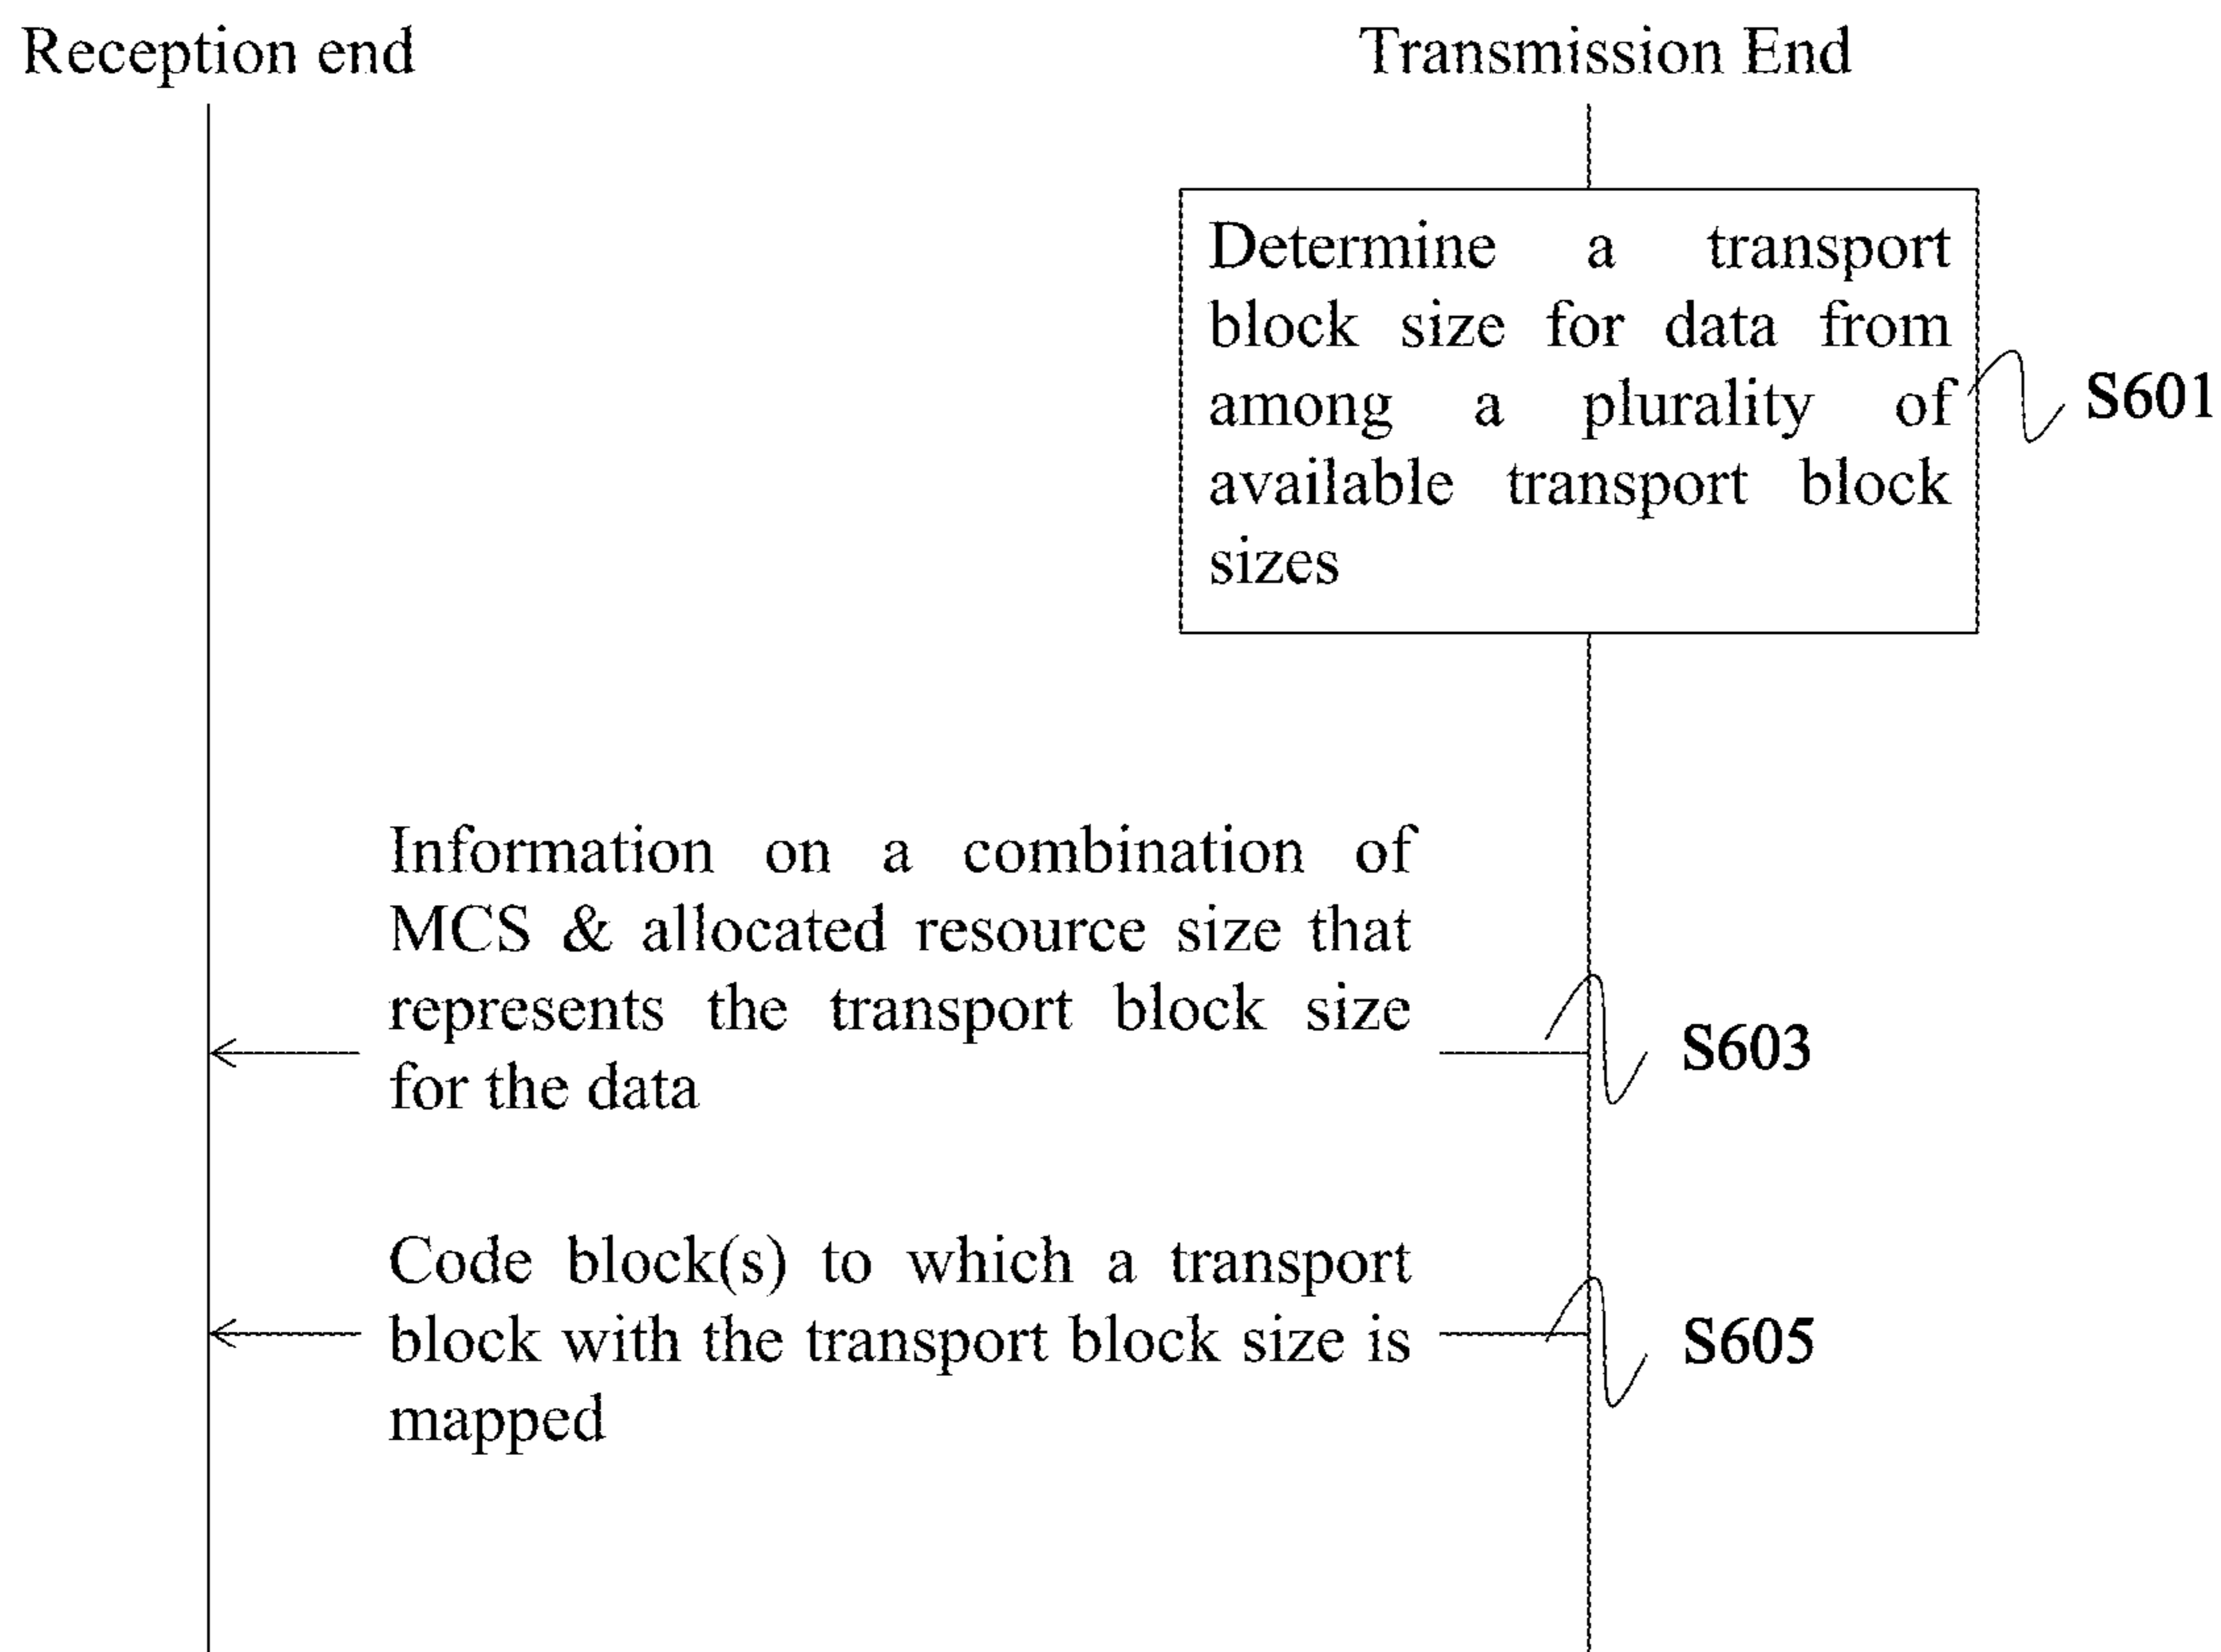 Reception end
Transmission End
Determine a transport
block size for data from
among a plurality of
available transport block
sizes
S601
Information on a combination of
MCS & allocated resource size that
represents the transport block size
for the data
S603
Code block(s) to which a transport
block with the transport block size is
mapped
S605